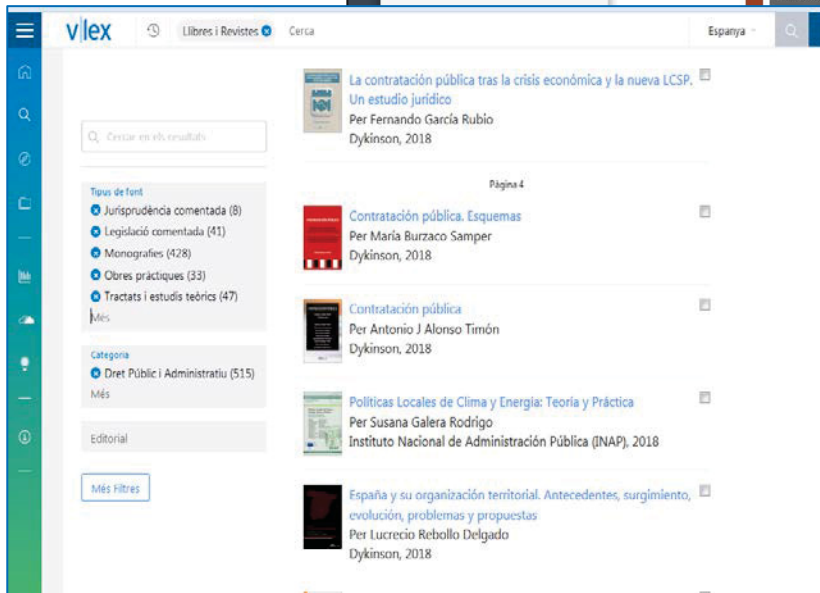 vlex
Llibres i Revistes
Cerca
Espanya
Cercar en els resultats
Tipus de font
Jurisprudència comentada (8)
Legislació comentada (41)
Monografies (428)
Obres pràctiques (33)
Tractats i estudis teòrics (47)
Més
Categoria
Dret Públic i Administratiu (515)
Més
Editorial
Més Filtres
La contratación pública tras la crisis económica y la nueva LCSP.
Un estudio jurídico
Per Fernando García Rubio
Dykinson, 2018
Página 4
Contratación pública. Esquemas
Per María Burzaco Samper
Dykinson, 2018
Contratación pública
Per Antonio J Alonso Timón
Dykinson, 2018
Políticas Locales de Clima y Energía: Teoría y Práctica
Per Susana Galera Rodrigo
Instituto Nacional de Administración Pública (INAP), 2018
España y su organización territorial. Antecedentes, surgimiento,
evolución, problemas y propuestas
Per Lucrecio Rebollo Delgado
Dykinson, 2018